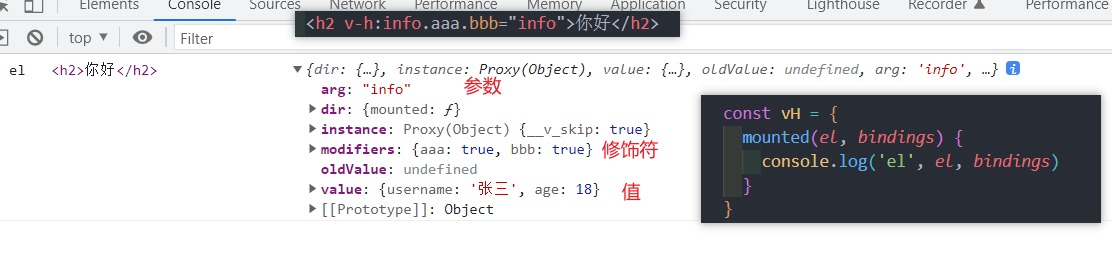 Elements Console Sources Network Performance Memory Application Security Lighthouse Recorder Performance
<h2 v-h:info.aaa.bbb="info">你好</h2>
top Filter
el <h2>你好</h2> {dir: {…}, instance: Proxy(Object), value: {…}, oldValue: undefined, arg: 'info', …}
arg: "info" 参数
dir: {mounted: ƒ}
instance: Proxy(Object) {__v_skip: true}
modifiers: {aaa: true, bbb: true} 修饰符
oldValue: undefined
value: {username: '张三', age: 18} 值
[[Prototype]]: Object
const vH = {
mounted(el, bindings) {
console.log('el', el, bindings)
}
}